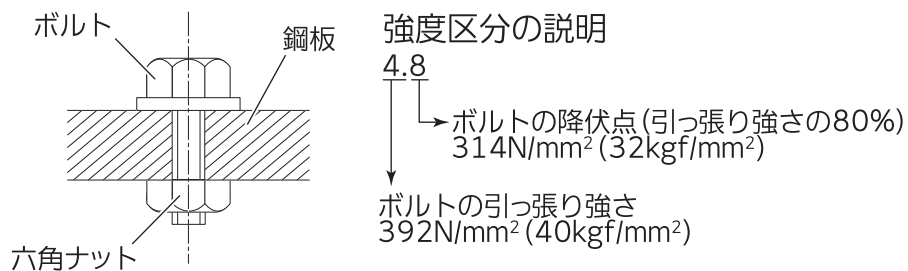 ボルト
鋼板
六角ナット
強度区分の説明
4.8
ボルトの降伏点(引っ張り強さの80%)
314N/mm²(32kgf/mm²)
ボルトの引っ張り強さ
392N/mm²(40kgf/mm²)